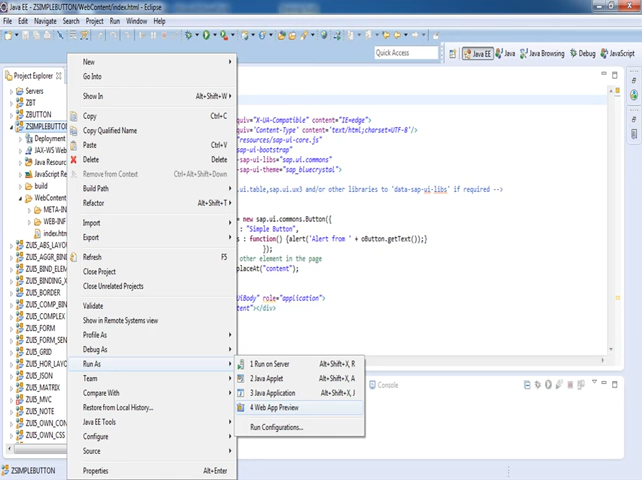 Java EE - ZSIMPLEBUTTON/WebContent/index.html - Eclipse
File Edit Navigate Search Project Run Window Help
Quick Access
Java EE Java Java Browsing Debug JavaScript
Project Explorer
Servers
ZBT
ZBUTTON
ZSIMPLEBUTTON
Deployment
JAX-WS Web
Java Resourc
JavaScript Re
build
WebContent
META-IN
WEB-INF
index.htm
ZUI5_ABS_LAYO
ZUI5_AGGR_BIN
ZUI5_BIND_ELEM
ZUI5_BINDING_X
ZUI5_BORDER
ZUI5_COMP_BIN
ZUI5_COMPLEX
ZUI5_FORM
ZUI5_FORM_SEN
ZUI5_GRID
ZUI5_HOR_LAYO
ZUI5_JSON
ZUI5_MATRIX
ZUI5_MVC
ZUI5_NOTE
ZUI5_OWN_CON
ZUI5_OWN_CSS
ZSIMPLEBUTTON
New
Go Into
Show In Alt+Shift+W
Copy Ctrl+C
Copy Qualified Name
Paste Ctrl+V
Delete Delete
Remove from Context Ctrl+Alt+Shift+Down
Build Path
Refactor Alt+Shift+T
Import
Export
Refresh F5
Close Project
Close Unrelated Projects
Validate
Show in Remote Systems view
Profile As
Debug As
Run As
Team
Compare With
Restore from Local History...
Java EE Tools
Configure
Source
Properties Alt+Enter
1 Run on Server Alt+Shift+X, R
2 Java Applet Alt+Shift+X, A
3 Java Application Alt+Shift+X, J
4 Web App Preview
Run Configurations...
quiv="X-UA-Compatible" content="IE=edge">
quiv='Content-Type' content='text/html;charset=UTF-8'/>
resources/sap-ui-core.js"
sap-ui-bootstrap"
-sap-ui-libs="sap.ui.commons"
-sap-ui-theme="sap_bluecrystal">
.ui.table,sap.ui.ux3 and/or other libraries to 'data-sap-ui-libs' if required -->
= new sap.ui.commons.Button({
: "Simple Button",
s : function() {alert('Alert from ' + oButton.getText());}
});
other element in the page
placeAt("content");
UiBody" role="application">
tent"></div>
Console